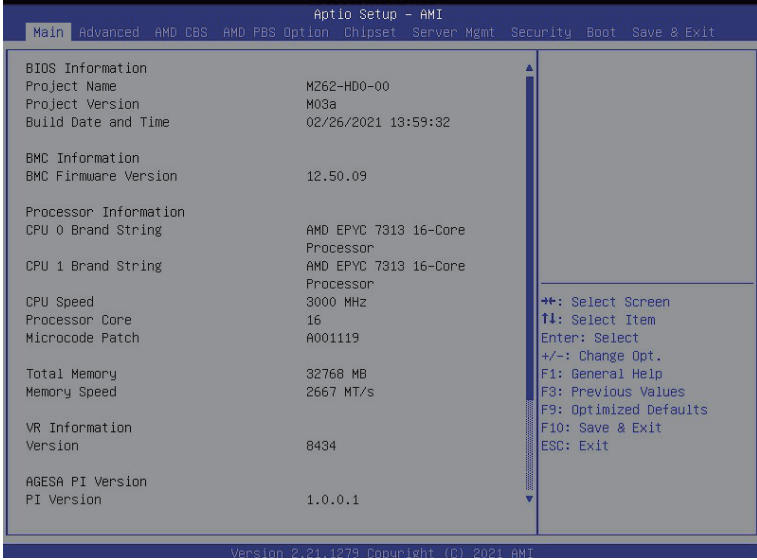 Aptio Setup – AMI
Main Advanced AMD CBS AMD PBS Option Chipset Server Mgmt Security Boot Save & Exit
BIOS Information
Project Name MZ62-HD0-00
Project Version M03a
Build Date and Time 02/26/2021 13:59:32
BMC Information
BMC Firmware Version 12.50.09
Processor Information
CPU 0 Brand String AMD EPYC 7313 16-Core
Processor
CPU 1 Brand String AMD EPYC 7313 16-Core
Processor
CPU Speed 3000 MHz
Processor Core 16
Microcode Patch A001119
Total Memory 32768 MB
Memory Speed 2667 MT/s
VR Information
Version 8434
AGESA PI Version
PI Version 1.0.0.1
→←: Select Screen
↑↓: Select Item
Enter: Select
+/-: Change Opt.
F1: General Help
F3: Previous Values
F9: Optimized Defaults
F10: Save & Exit
ESC: Exit
Version 2.21.1279 Copyright (C) 2021 AMI